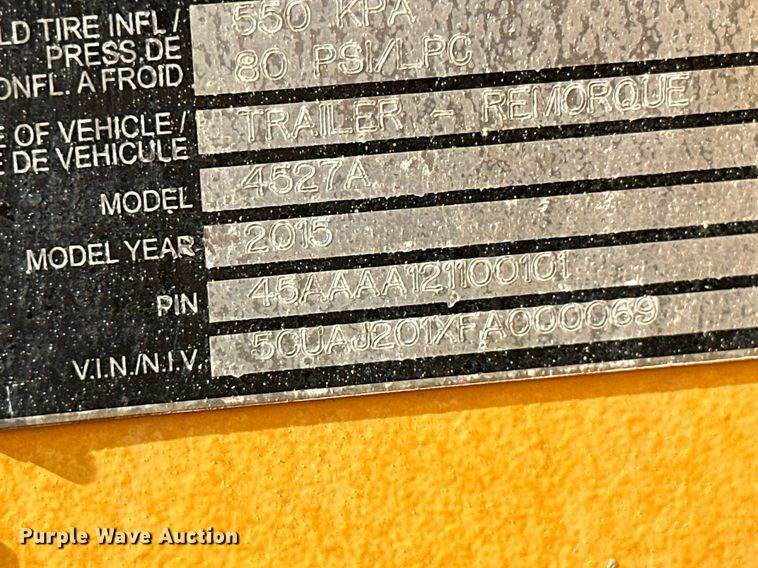 LD TIRE INFL / 550 KPA
PRESS.DE 80 PSI/LPC
ONFL. A FROID
E OF VEHICLE / TRAILER - REMORQUE
E DE VEHICULE
MODEL 4527A
MODEL YEAR 2015
PIN 45AAAA121100101
V.I.N./N.I.V. 5CUAJ201XFA000069
Purple Wave Auction